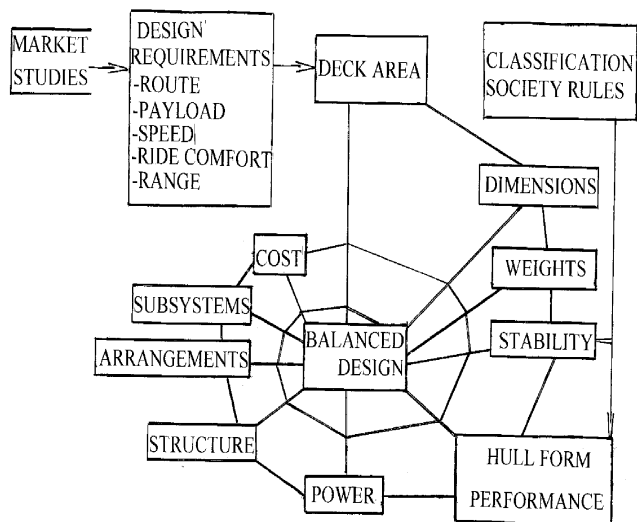 MARKET
STUDIES
DESIGN
REQUIREMENTS
-ROUTE
-PAYLOAD
-SPEED
-RIDE COMFORT
-RANGE
DECK AREA
CLASSIFICATION
SOCIETY RULES
DIMENSIONS
COST
WEIGHTS
SUBSYSTEMS
BALANCED
DESIGN
STABILITY
ARRANGEMENTS
STRUCTURE
POWER
HULL FORM
PERFORMANCE